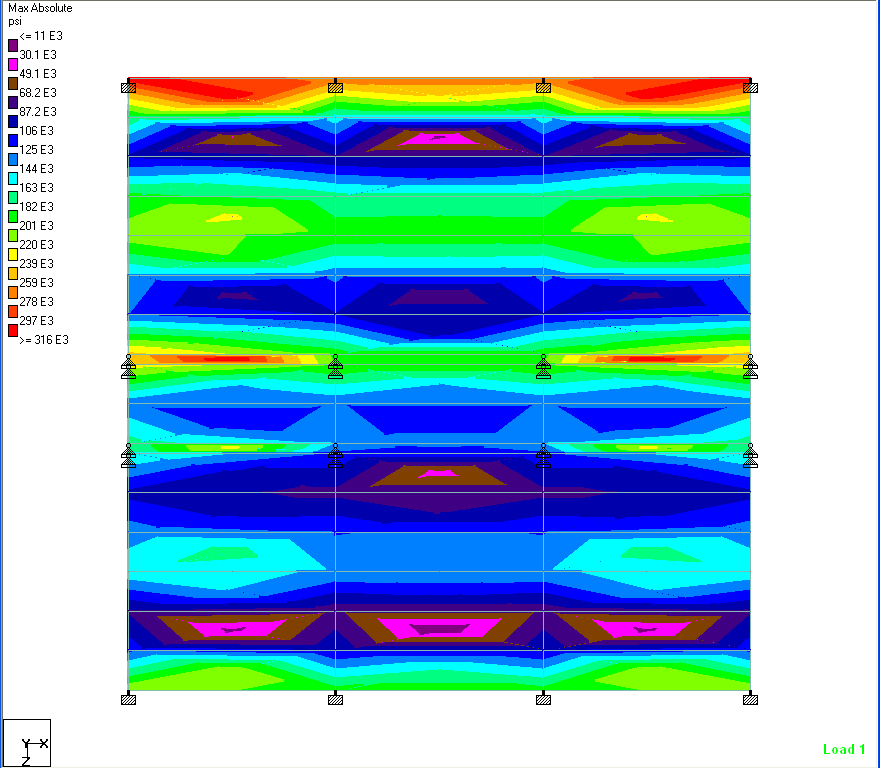 Max Absolute
psi
<= 11 E3
30.1 E3
49.1 E3
68.2 E3
87.2 E3
106 E3
125 E3
144 E3
163 E3
182 E3
201 E3
220 E3
239 E3
259 E3
278 E3
297 E3
>= 316 E3
Y X
Z
Load 1